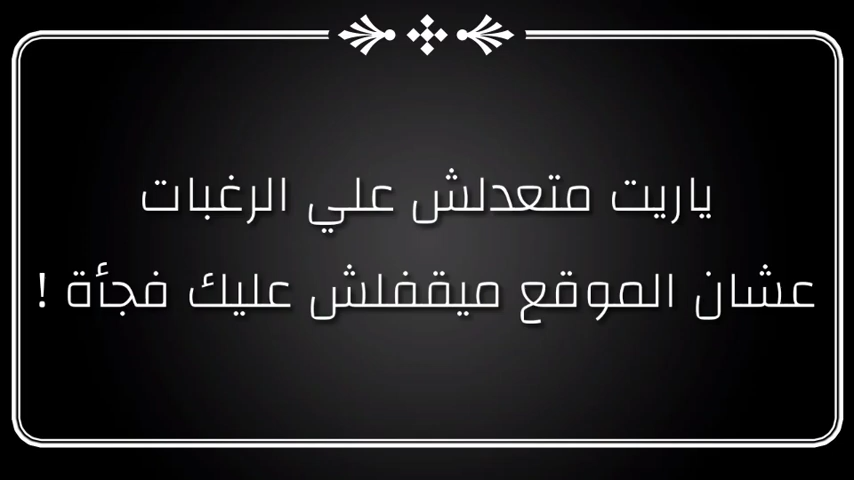 ياريت متعدلش علي الرغبات
عشان الموقع ميقفلش عليك فجأة !